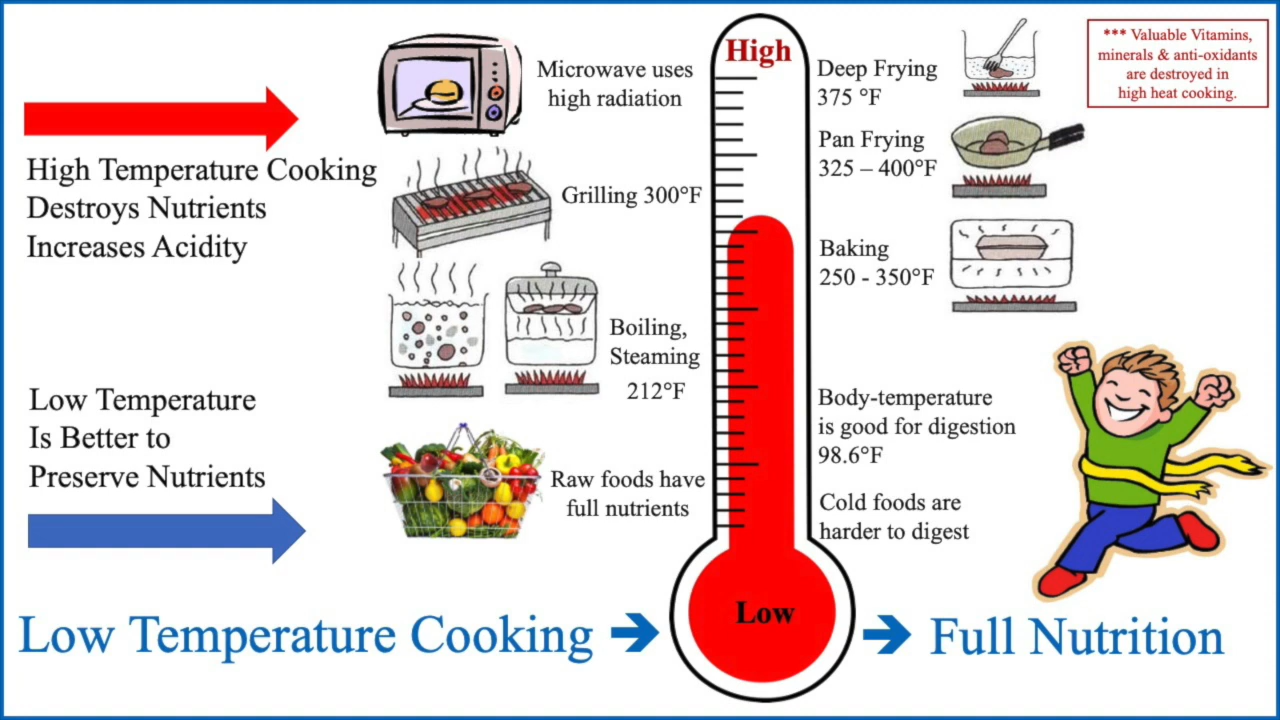 High
*** Valuable Vitamins,
minerals & anti-oxidants
are destroyed in
high heat cooking.
Microwave uses
high radiation
Deep Frying
375 °F
High Temperature Cooking
Destroys Nutrients
Increases Acidity
Grilling 300°F
Pan Frying
325 – 400°F
Baking
250 - 350°F
Boiling,
Steaming
212°F
Low Temperature
Is Better to
Preserve Nutrients
Raw foods have
full nutrients
Body-temperature
is good for digestion
98.6°F
Cold foods are
harder to digest
Low
Low Temperature Cooking → → Full Nutrition